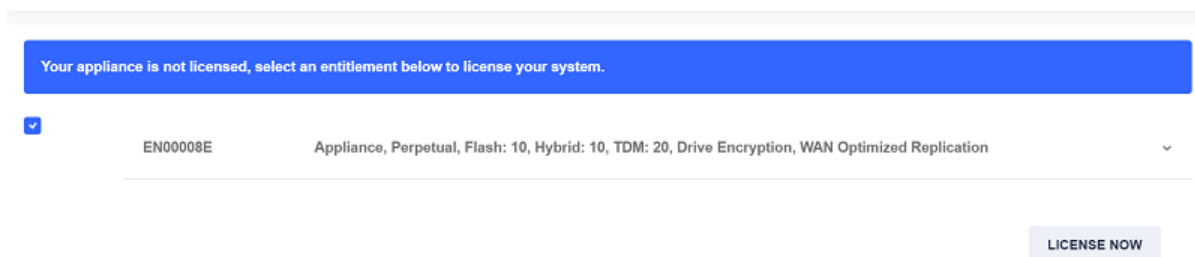 Your appliance is not licensed, select an entitlement below to license your system.
EN00008E Appliance, Perpetual, Flash: 10, Hybrid: 10, TDM: 20, Drive Encryption, WAN Optimized Replication
LICENSE NOW